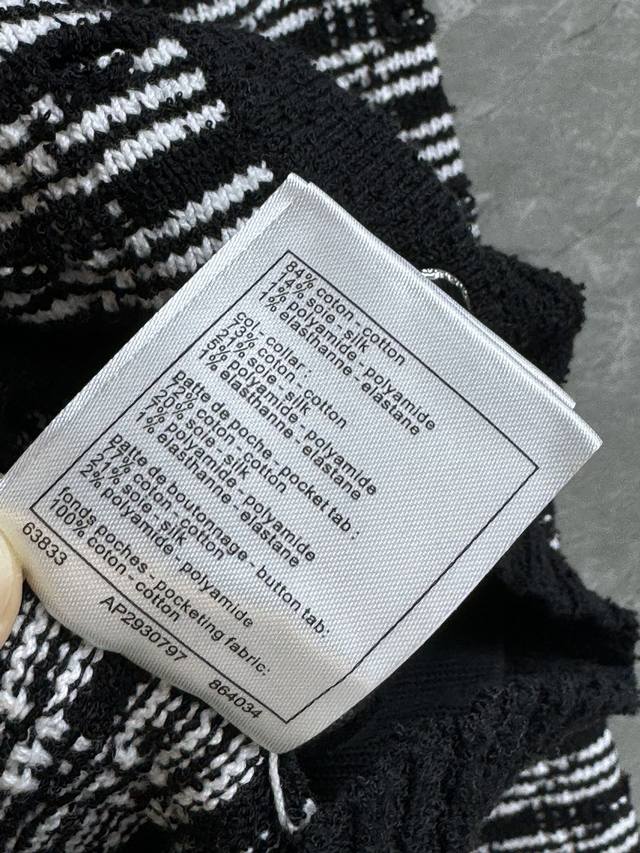 84% coton - cotton
14% soie - silk
1% polyamide - polyamide
1% elasthanne - elastane
col - collar :
73% coton - cotton
21% soie - silk
5% polyamide - polyamide
1% elasthanne - elastane
patte de poche - pocket tab :
coton - cotton
soie - silk
polyamide - polyamide
1% elasthanne - elastane
patte de boutonnage - button tab:
77% coton - cotton
21% soie - silk
2% polyamide - polyamide
fonds poches - pocketing fabric:
100% coton - cotton
63833
AP2930797
864034